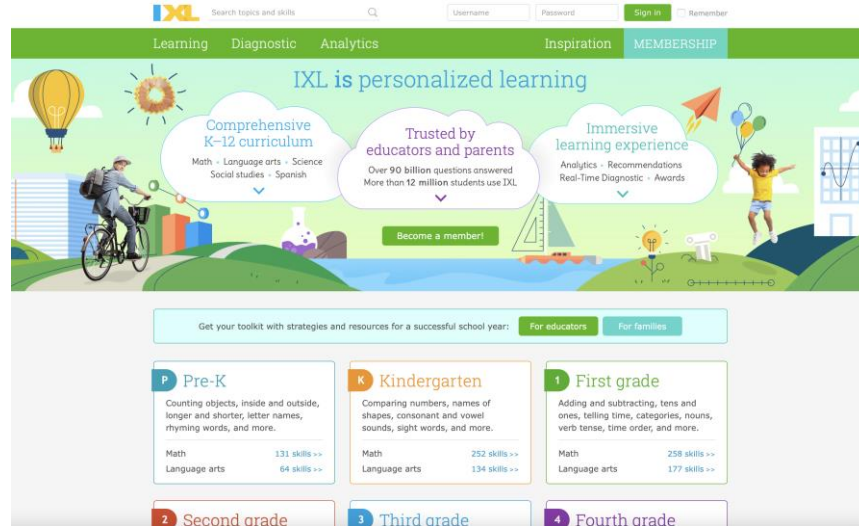 IXL
Search topics and skills
Username
Password
Sign in
Remember
Learning Diagnostic Analytics Inspiration MEMBERSHIP
IXL is personalized learning
Comprehensive
K–12 curriculum
Math • Language arts • Science
Social studies • Spanish
Trusted by
educators and parents
Over 90 billion questions answered
More than 12 million students use IXL
Immersive
learning experience
Analytics • Recommendations
Real-Time Diagnostic • Awards
Become a member!
Get your toolkit with strategies and resources for a successful school year:
For educators
For families
P Pre-K
Counting objects, inside and outside,
longer and shorter, letter names,
rhyming words, and more.
Math 131 skills >>
Language arts 64 skills >>
K Kindergarten
Comparing numbers, names of
shapes, consonant and vowel
sounds, sight words, and more.
Math 252 skills >>
Language arts 134 skills >>
1 First grade
Adding and subtracting, tens and
ones, telling time, categories, nouns,
verb tense, time order, and more.
Math 258 skills >>
Language arts 177 skills >>
2 Second grade
3 Third grade
4 Fourth grade